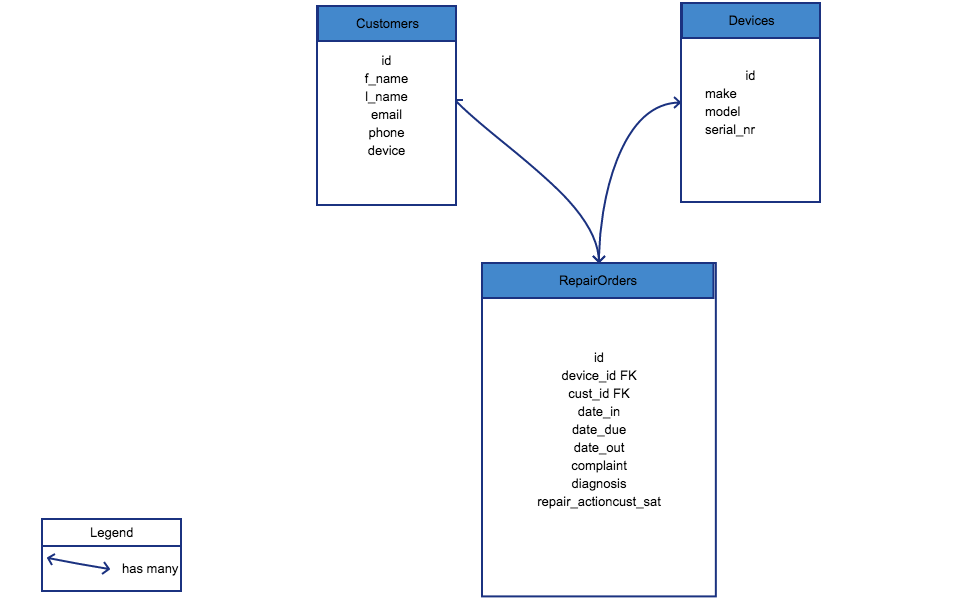 Customers
id
f_name
l_name
email
phone
device
Devices
id
make
model
serial_nr
RepairOrders
id
device_id FK
cust_id FK
date_in
date_due
date_out
complaint
diagnosis
repair_actioncust_sat
Legend
has many